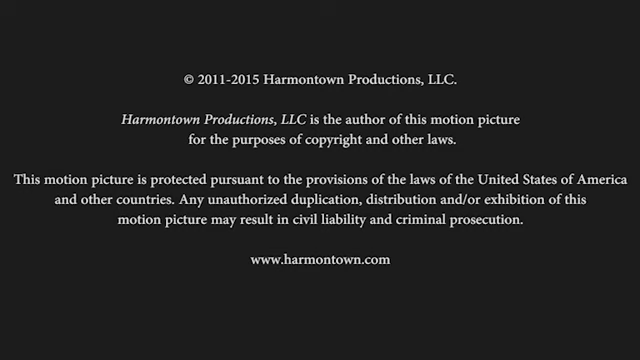 © 2011-2015 Harmontown Productions, LLC.
Harmontown Productions, LLC is the author of this motion picture
for the purposes of copyright and other laws.
This motion picture is protected pursuant to the provisions of the laws of the United States of America
and other countries. Any unauthorized duplication, distribution and/or exhibition of this
motion picture may result in civil liability and criminal prosecution.
www.harmontown.com